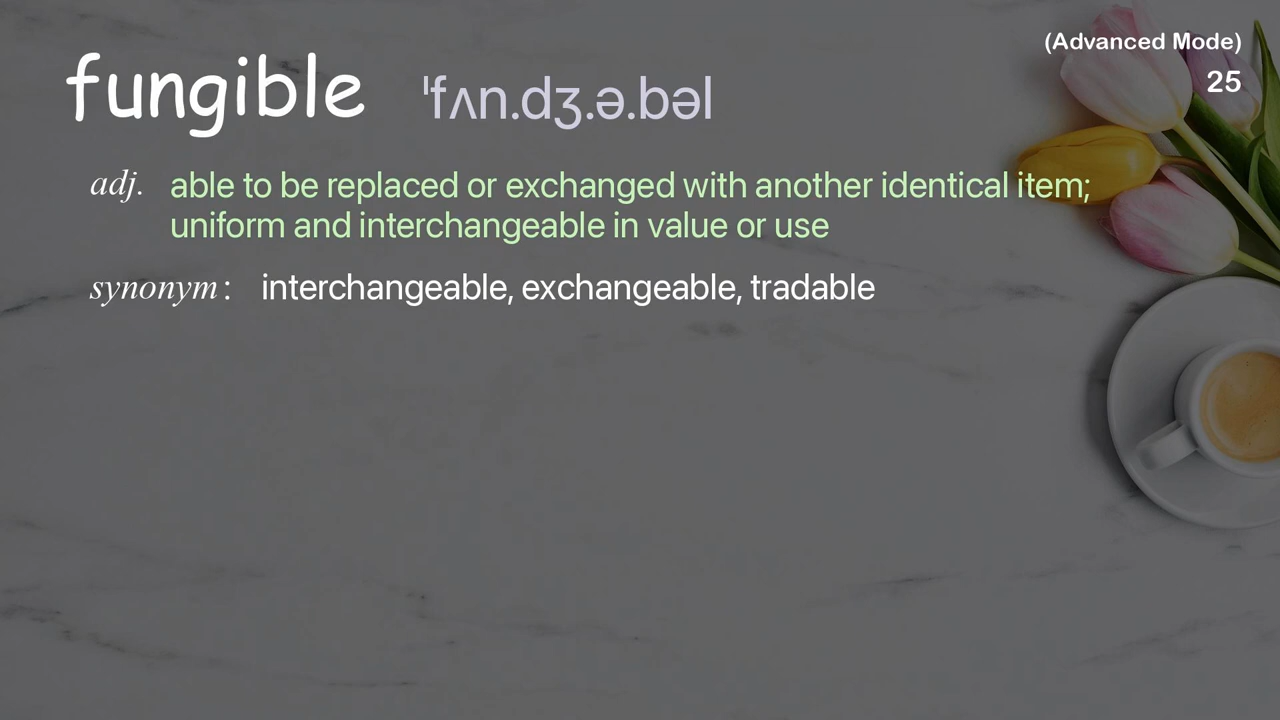 (Advanced Mode)
25
fungible ˈfʌn.dʒ.ə.bəl
adj. able to be replaced or exchanged with another identical item;
uniform and interchangeable in value or use
synonym: interchangeable, exchangeable, tradable